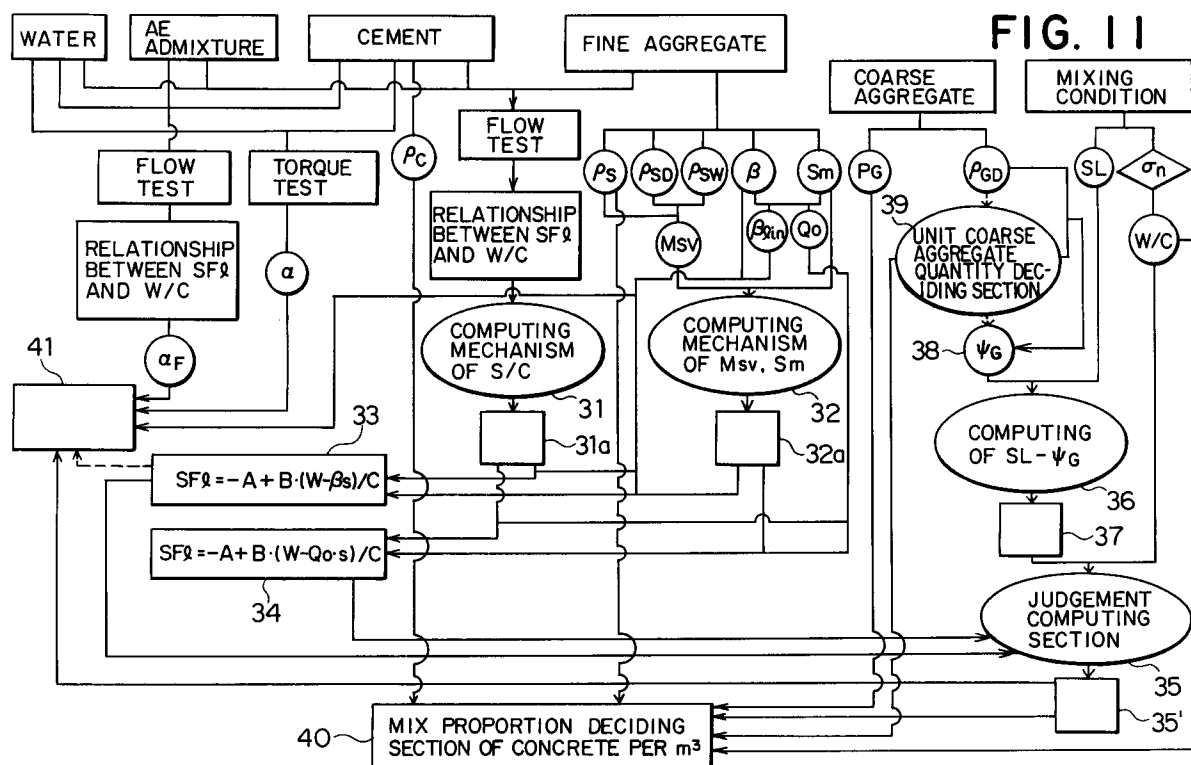 FIG. 11
WATER
AE
ADMIXTURE
CEMENT
FINE AGGREGATE
COARSE
AGGREGATE
MIXING
CONDITION
FLOW
TEST
TORQUE
TEST
ρC
FLOW
TEST
ρS
ρSD
ρSW
β
Sm
PG
ρGD
SL
σn
RELATIONSHIP
BETWEEN SFℓ
AND W/C
α
RELATIONSHIP
BETWEEN SFℓ
AND W/C
Msv
βℓin
Qo
39
UNIT COARSE
AGGREGATE
QUANTITY DEC-
IDING SECTION
W/C
αF
COMPUTING
MECHANISM
OF S/C
31
COMPUTING
MECHANISM
OF Msv, Sm
32
38
ψG
41
31a
32a
COMPUTING
OF SL-ψG
36
33
SFℓ=-A+B·(W-βs)/C
37
SFℓ=-A+B·(W-Qo·s)/C
34
JUDGEMENT
COMPUTING
SECTION
35
35'
40
MIX PROPORTION DECIDING
SECTION OF CONCRETE PER m³